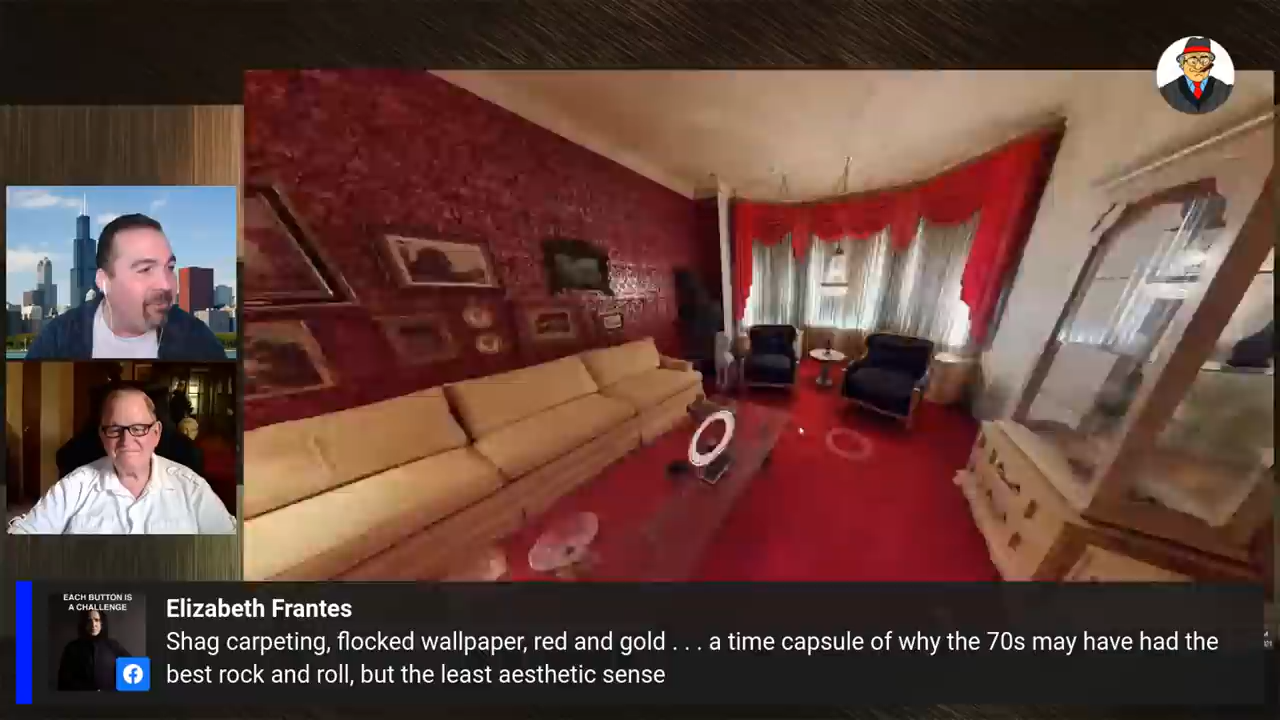 EACH BUTTON IS
A CHALLENGE
Elizabeth Frantes
Shag carpeting, flocked wallpaper, red and gold . . . a time capsule of why the 70s may have had the
best rock and roll, but the least aesthetic sense